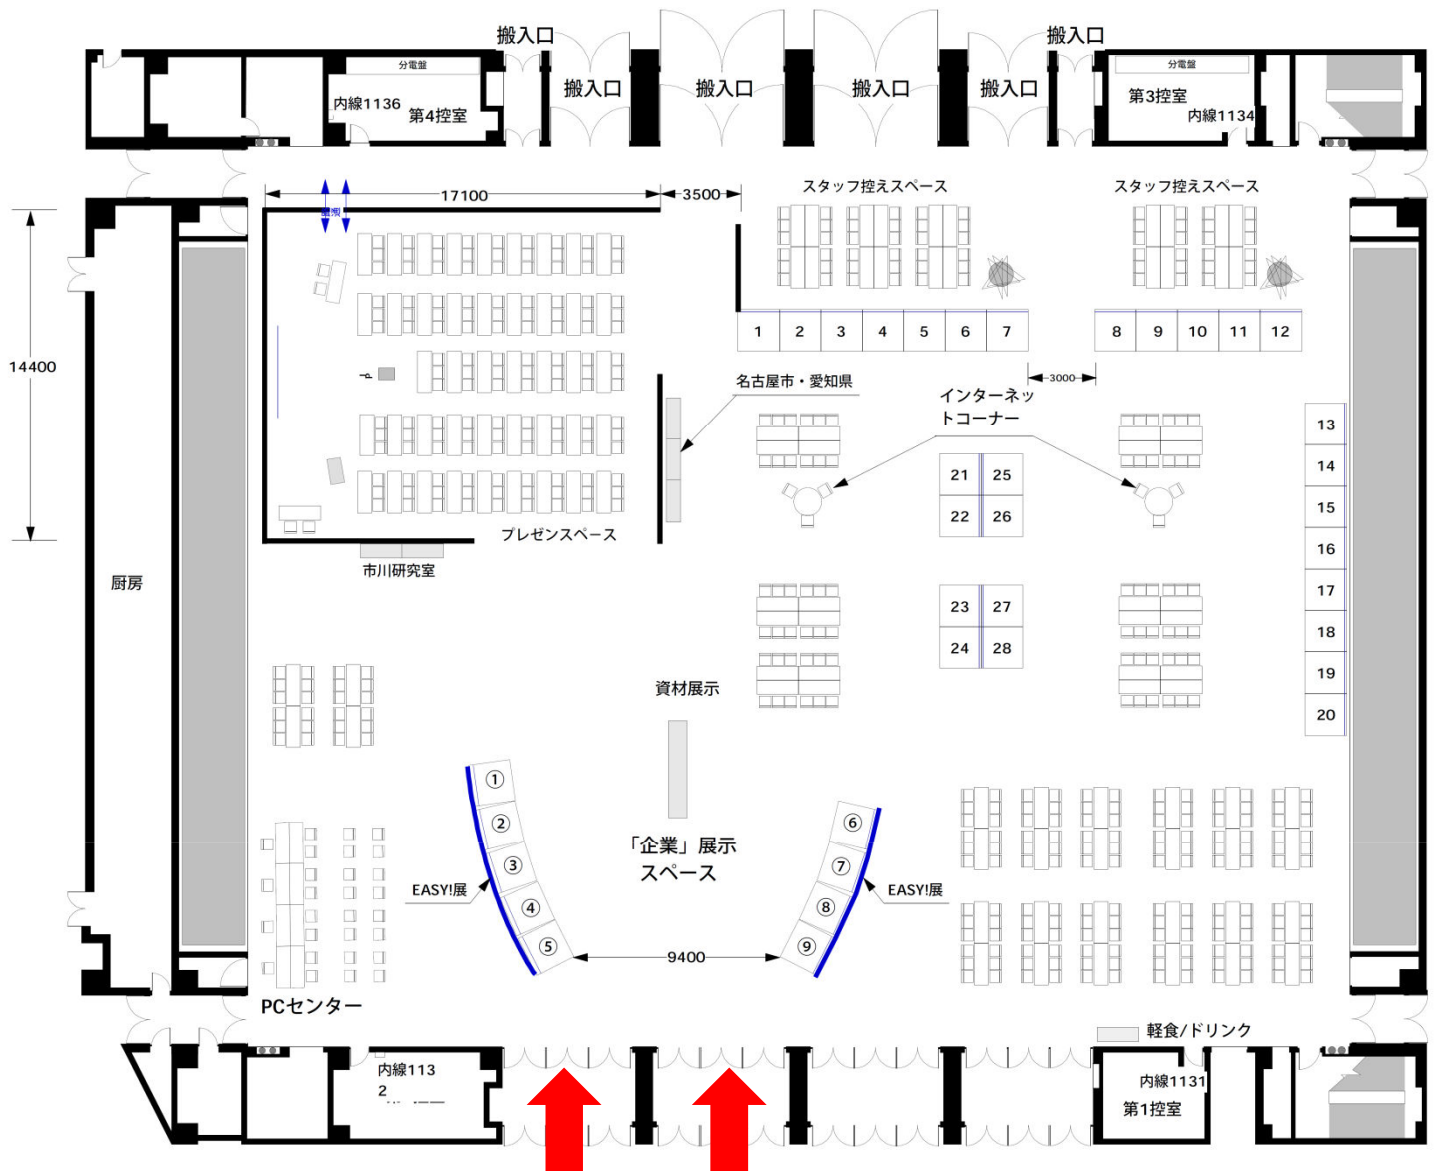 搬入口
搬入口
搬入口
搬入口
搬入口
搬入口
分電盤
分電盤
内線1136
第4控室
第3控室
内線1134
17100
3500
スタッフ控えスペース
スタッフ控えスペース
14400
1 2 3 4 5 6 7
8 9 10 11 12
3000
名古屋市・愛知県
インターネッ
トコーナー
13
14
15
16
17
18
19
20
21 25
22 26
23 27
24 28
プレゼンスペース
市川研究室
厨房
資材展示
①
②
③
④
⑤
⑥
⑦
⑧
⑨
「企業」展示
スペース
EASY!展
EASY!展
9400
PCセンター
軽食/ドリンク
内線113
2
内線1131
第1控室